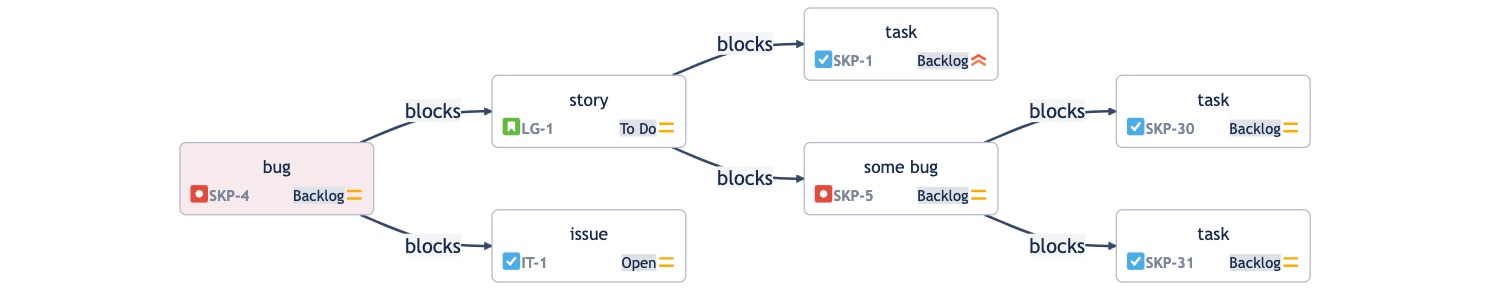 task
blocks
SKP-1 Backlog
story
task
blocks
blocks
LG-1 To Do
SKP-30 Backlog
bug
some bug
blocks
SKP-4 Backlog
SKP-5 Backlog
issue
task
blocks
blocks
IT-1 Open
SKP-31 Backlog